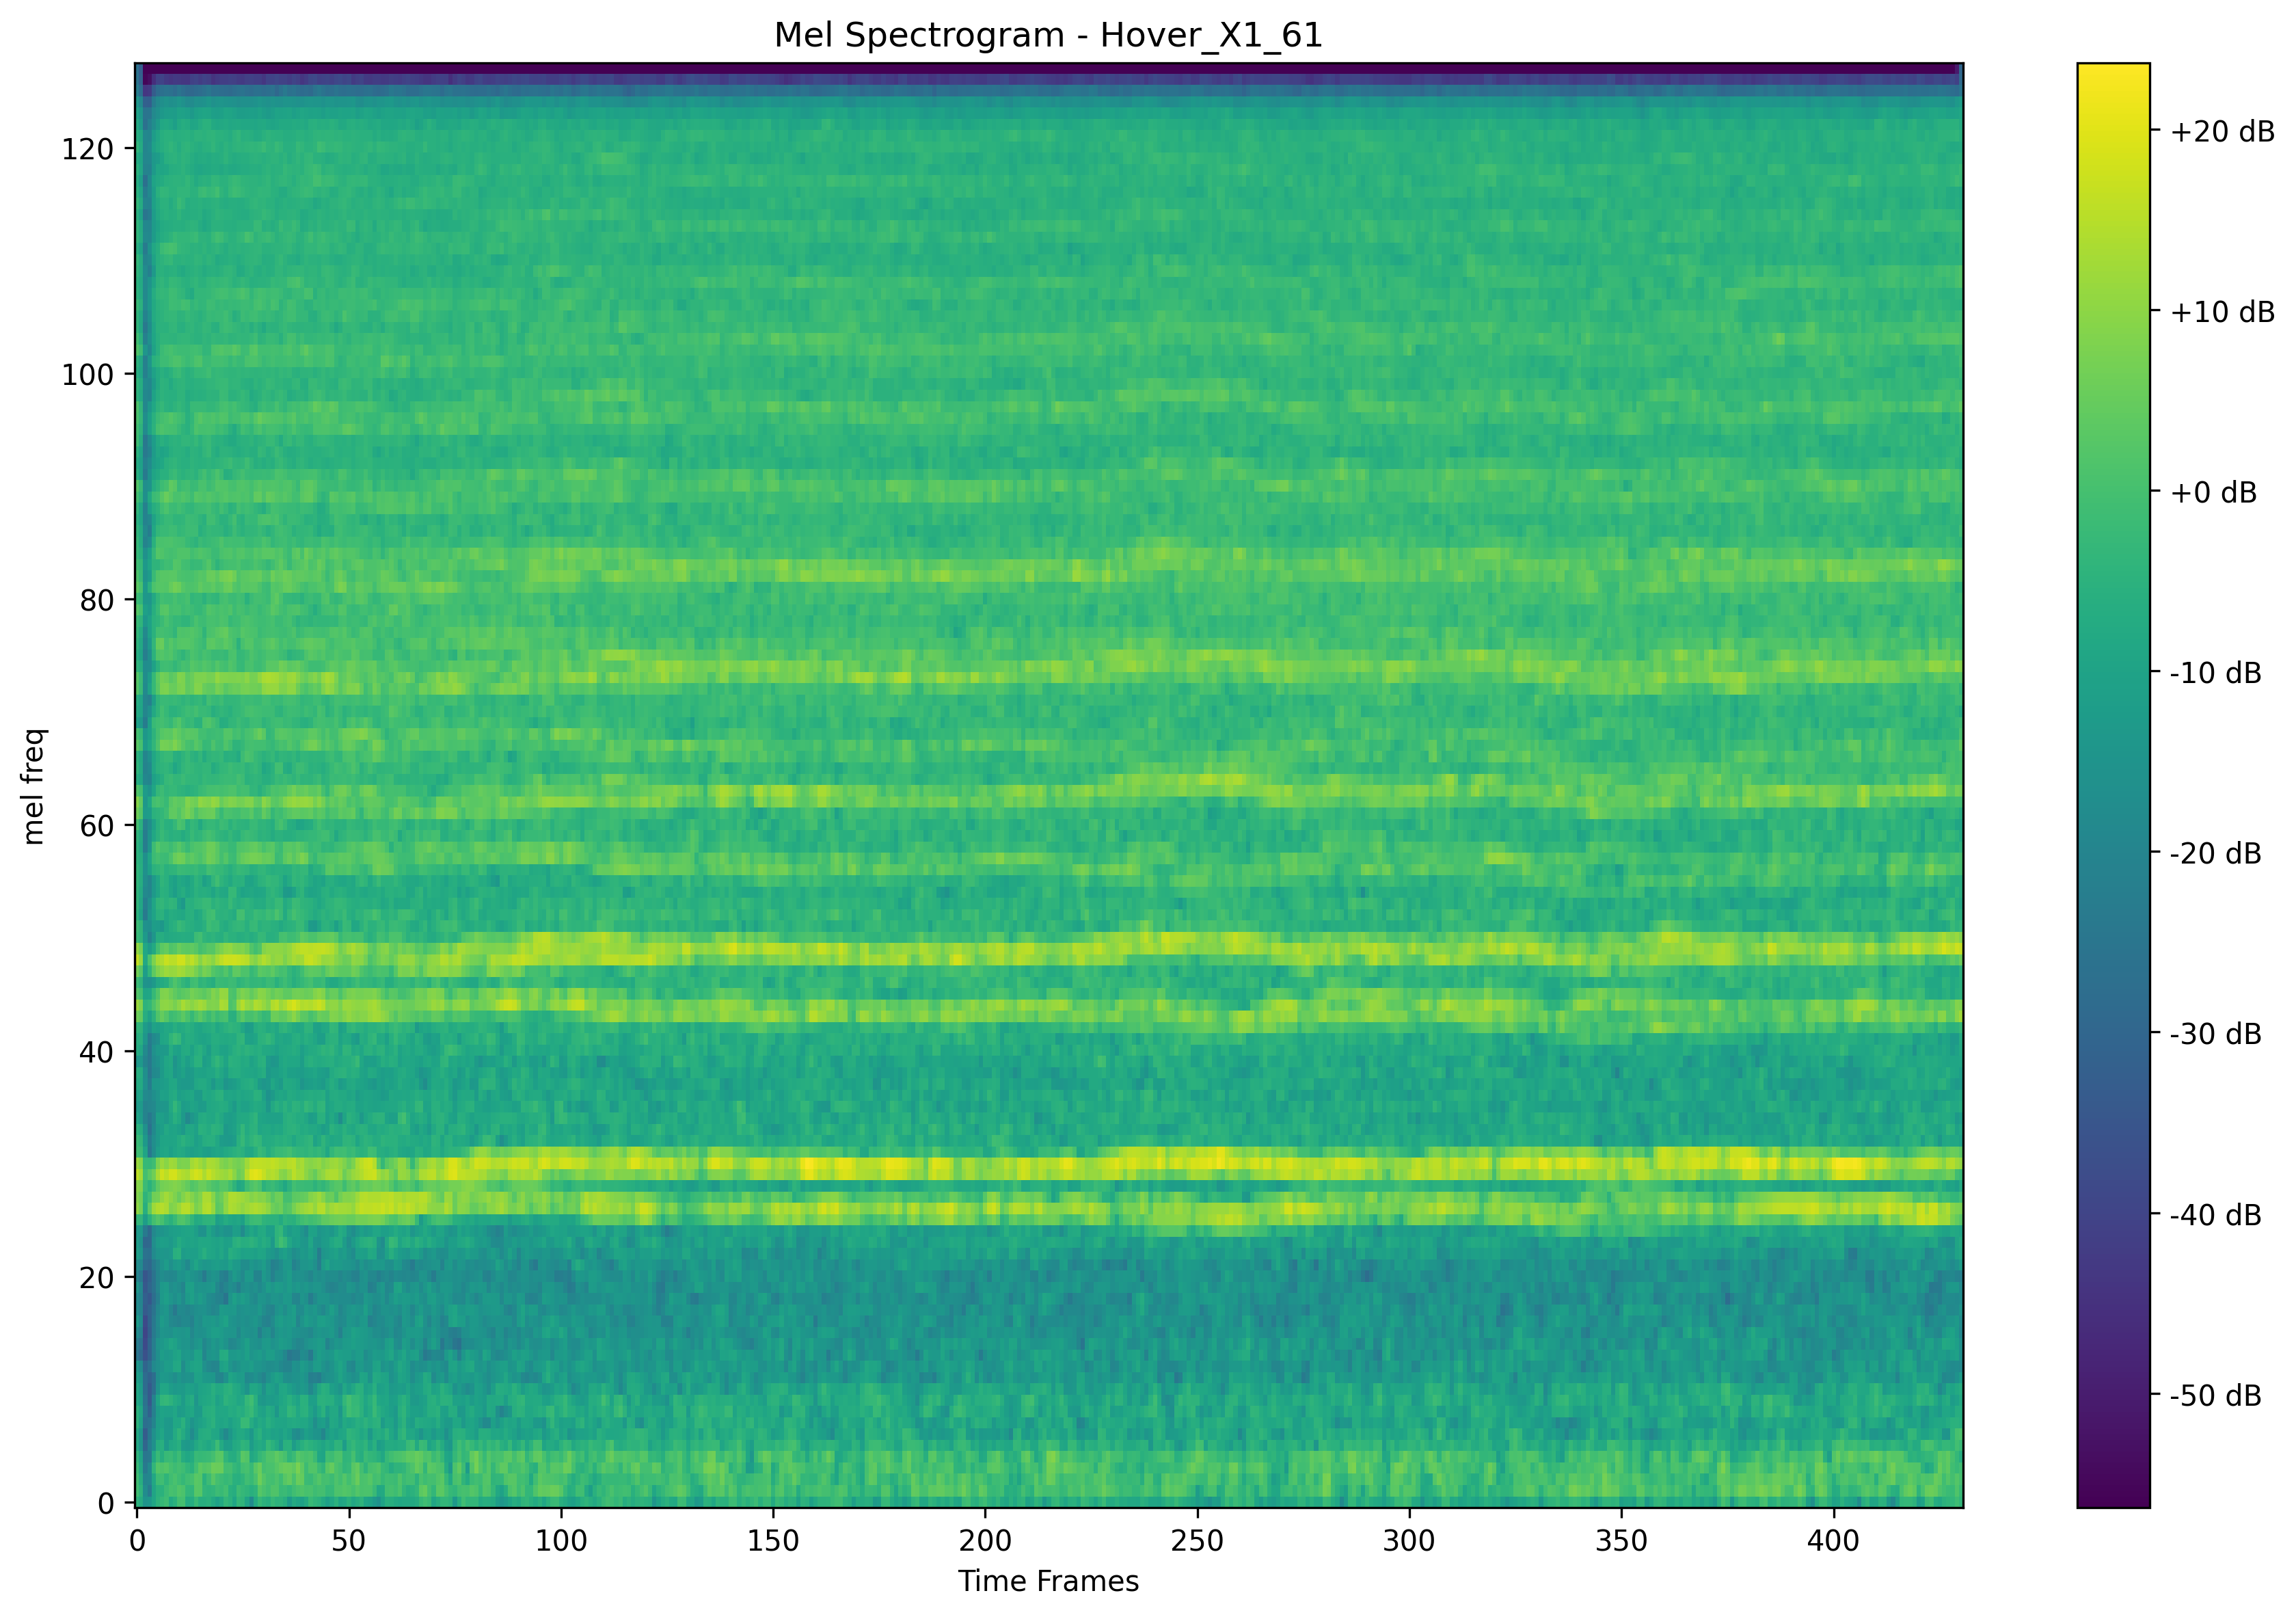 Mel Spectrogram - Hover_X1_61
mel freq
120
100
80
60
40
20
0
0 50 100 150 200 250 300 350 400
Time Frames
+20 dB
+10 dB
+0 dB
-10 dB
-20 dB
-30 dB
-40 dB
-50 dB